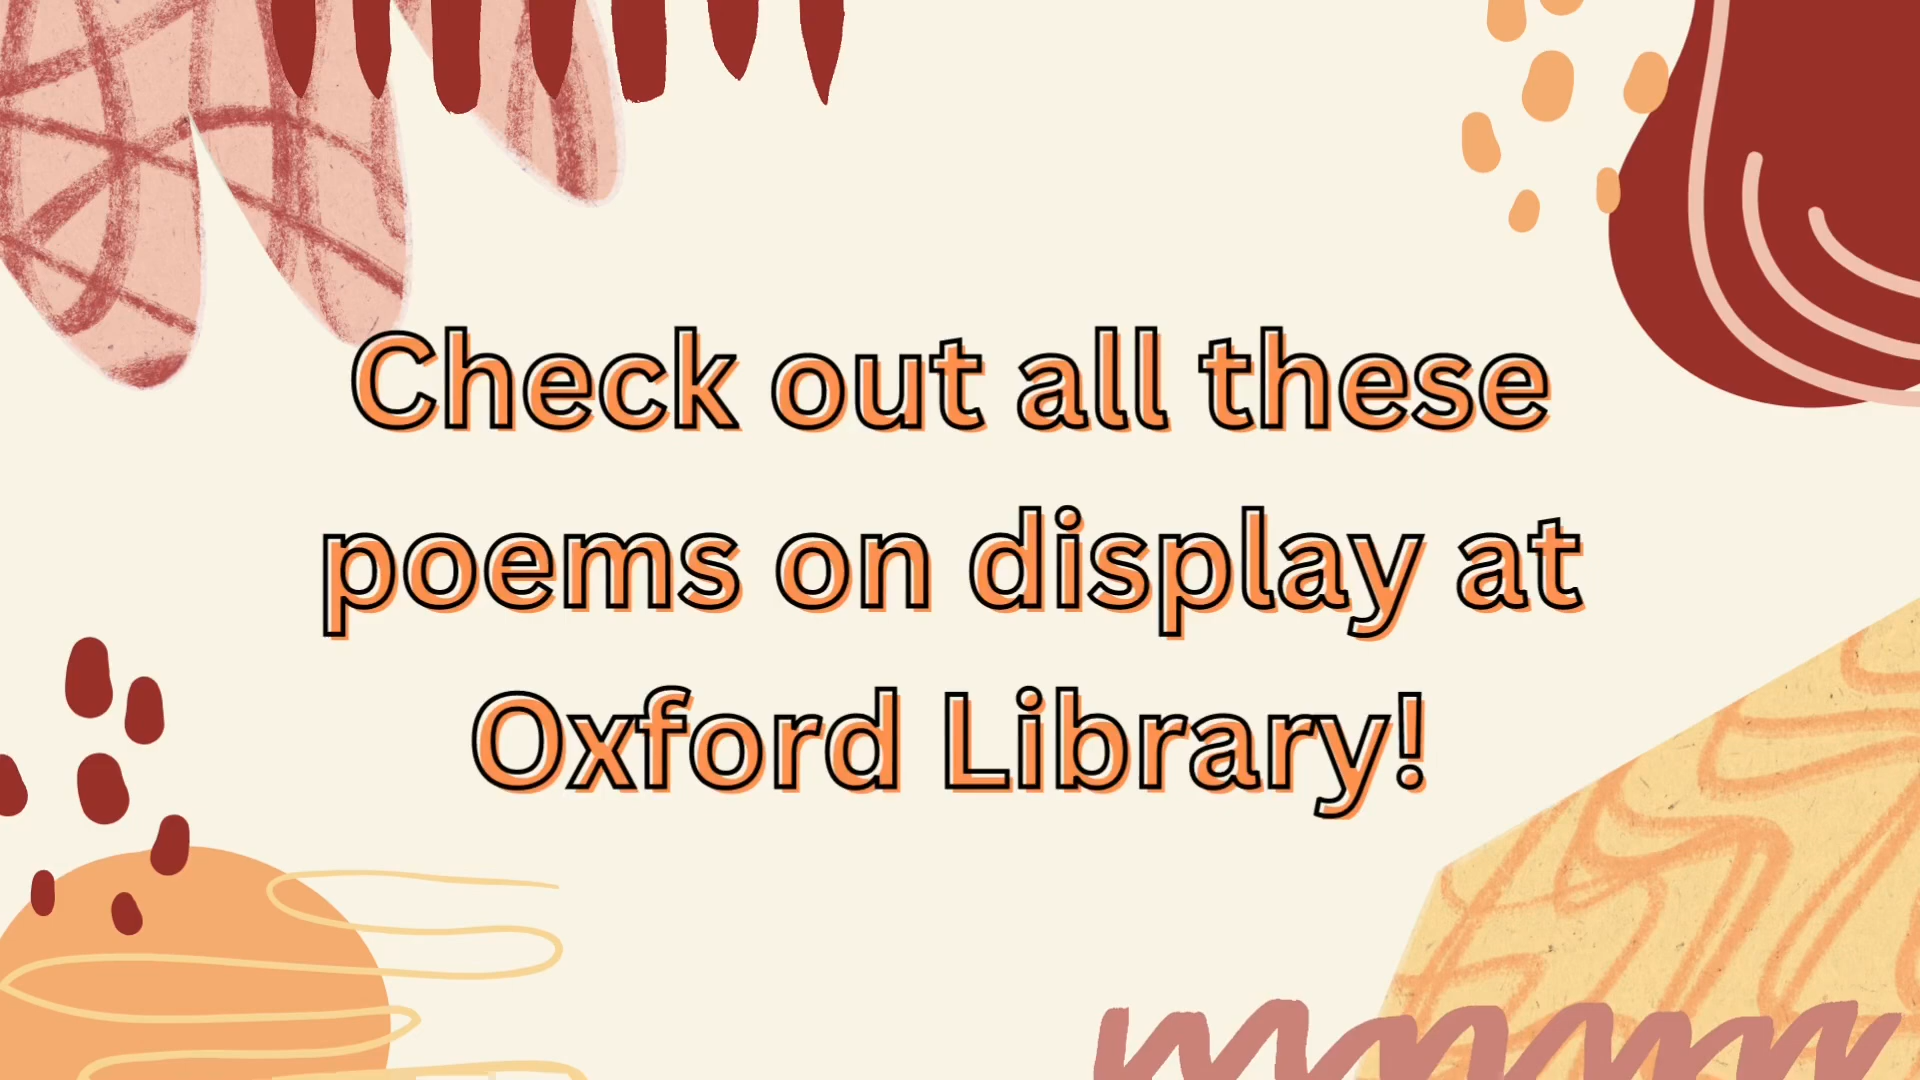 Check out all these
poems on display at
Oxford Library!